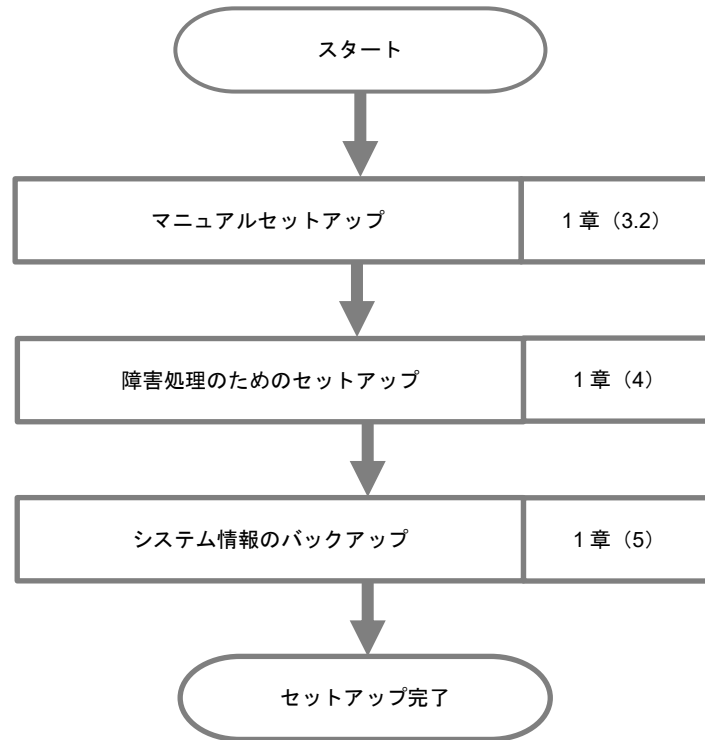 スタート
マニュアルセットアップ
1 章（3.2）
障害処理のためのセットアップ
1 章（4）
システム情報のバックアップ
1 章（5）
セットアップ完了